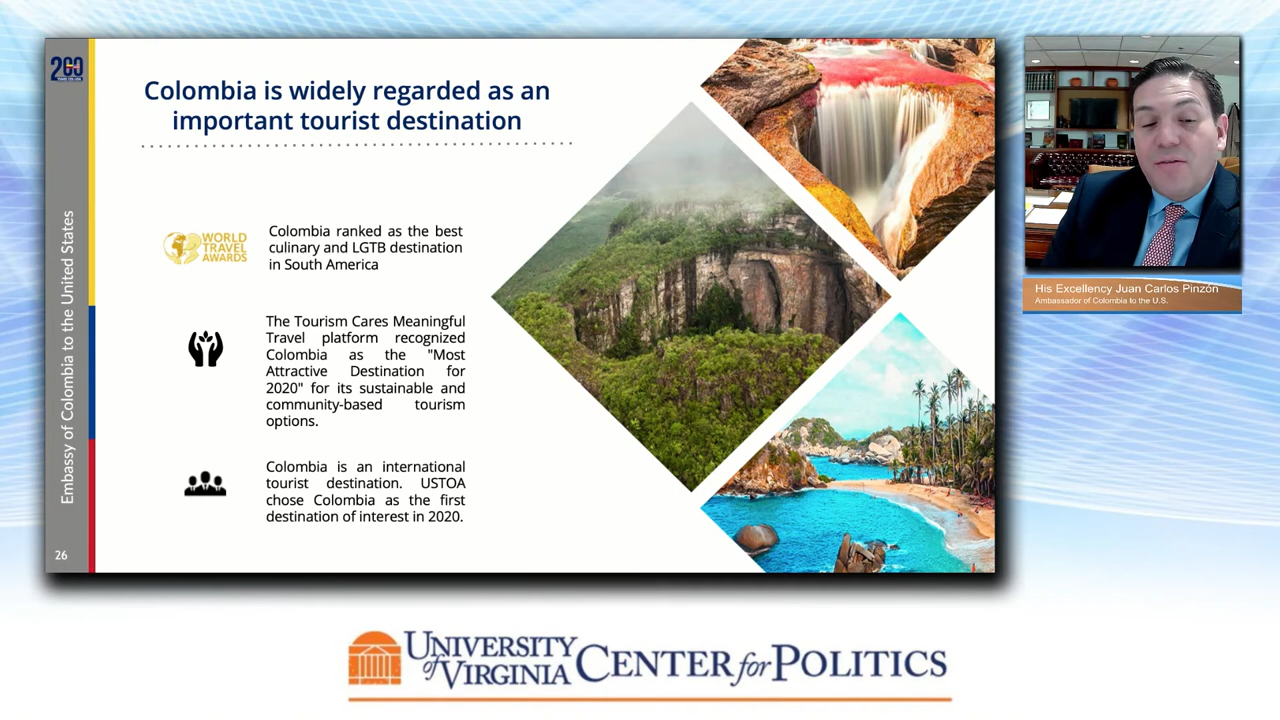 200
Colombia is widely regarded as an
important tourist destination
WORLD
TRAVEL
AWARDS
Colombia ranked as the best
culinary and LGTB destination
in South America
The Tourism Cares Meaningful
Travel platform recognized
Colombia as the "Most
Attractive Destination for
2020" for its sustainable and
community-based tourism
options.
Colombia is an international
tourist destination. USTOA
chose Colombia as the first
destination of interest in 2020.
Embassy of Colombia to the United States
26
His Excellency Juan Carlos Pinzón
Ambassador of Colombia to the U.S.
UNIVERSITY
of VIRGINIA
CENTER for POLITICS